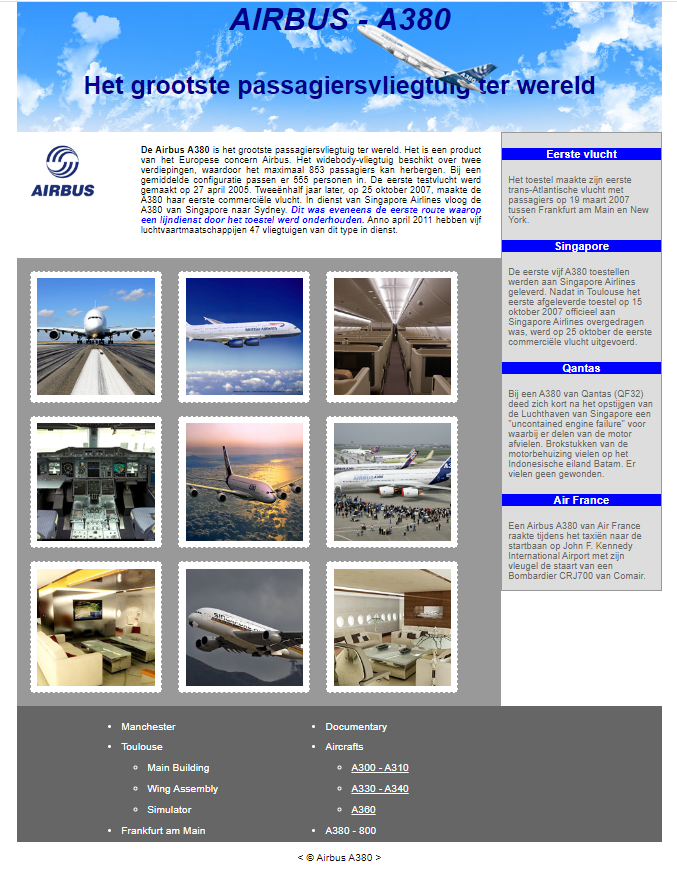 AIRBUS - A380
Het grootste passagiersvliegtuig ter wereld
AIRBUS
De Airbus A380 is het grootste passagiersvliegtuig ter wereld. Het is een product
van het Europese concern Airbus. Het widebody-vliegtuig beschikt over twee
verdiepingen, waardoor het maximaal 853 passagiers kan herbergen. Bij een
gemiddelde configuratie passen er 555 personen in. De eerste testvlucht werd
gemaakt op 27 april 2005. Tweeënhalf jaar later, op 25 oktober 2007, maakte de
A380 haar eerste commerciële vlucht. In dienst van Singapore Airlines vloog de
A380 van Singapore naar Sydney. Dit was eveneens de eerste route waarop
een lijndienst door het toestel werd onderhouden. Anno april 2011 hebben vijf
luchtvaartmaatschappijen 47 vliegtuigen van dit type in dienst.
Eerste vlucht
Het toestel maakte zijn eerste
trans-Atlantische vlucht met
passagiers op 19 maart 2007
tussen Frankfurt am Main en New
York.
Singapore
De eerste vijf A380 toestellen
werden aan Singapore Airlines
geleverd. Nadat in Toulouse het
eerste afgeleverde toestel op 15
oktober 2007 officieel aan
Singapore Airlines overgedragen
was, werd op 25 oktober de eerste
commerciële vlucht uitgevoerd.
Qantas
Bij een A380 van Qantas (QF32)
deed zich kort na het opstijgen van
de Luchthaven van Singapore een
"uncontained engine failure" voor
waarbij er delen van de motor
afvielen. Brokstukken van de
motorbehuizing vielen op het
Indonesische eiland Batam. Er
vielen geen gewonden.
Air France
Een Airbus A380 van Air France
raakte tijdens het taxiën naar de
startbaan op John F. Kennedy
International Airport met zijn
vleugel de staart van een
Bombardier CRJ700 van Comair.
BRITISH AIRWAYS
AIRBUS A380
• Manchester
• Toulouse
◦ Main Building
◦ Wing Assembly
◦ Simulator
• Frankfurt am Main
• Documentary
• Aircrafts
◦ A300 - A310
◦ A330 - A340
◦ A360
• A380 - 800
< © Airbus A380 >